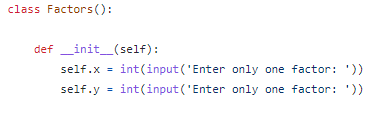 class Factors():
def __init__(self):
self.x = int(input('Enter only one factor: '))
self.y = int(input('Enter only one factor: '))